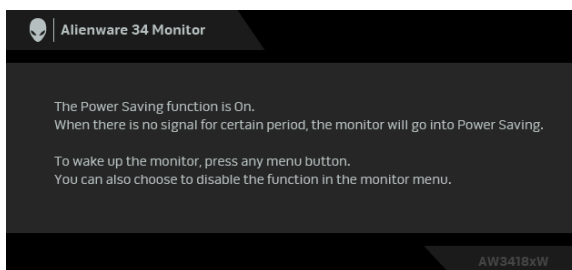 Alienware 34 Monitor
The Power Saving function is On.
When there is no signal for certain period, the monitor will go into Power Saving.
To wake up the monitor, press any menu button.
You can also choose to disable the function in the monitor menu.
AW3418xW